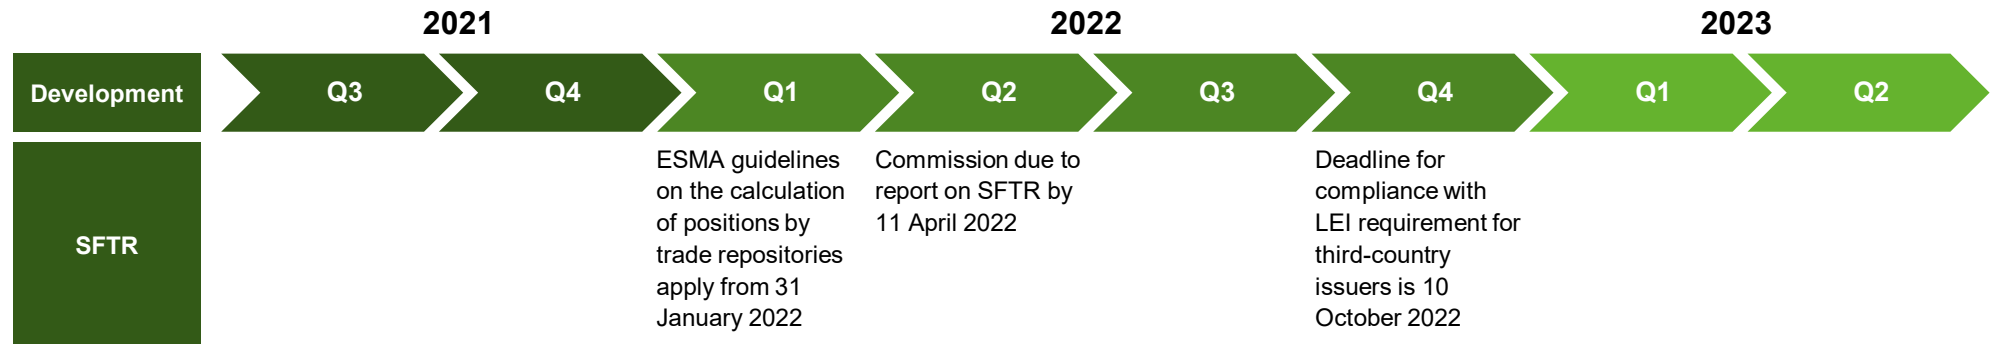 2021 2022 2023
Development Q3 Q4 Q1 Q2 Q3 Q4 Q1 Q2
SFTR
ESMA guidelines
on the calculation
of positions by
trade repositories
apply from 31
January 2022
Commission due to
report on SFTR by
11 April 2022
Deadline for
compliance with
LEI requirement for
third-country
issuers is 10
October 2022